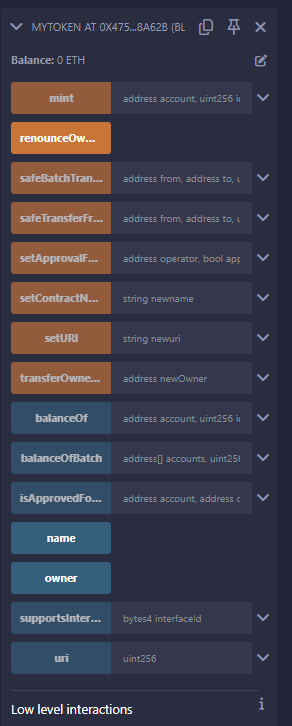 MYTOKEN AT 0X475...8A62B (BL
Balance: 0 ETH
mint address account, uint256 i
renounceOw...
safeBatchTran... address from, address to, u
safeTransferFr... address from, address to, u
setApprovalF... address operator, bool app
setContractN... string newname
setURI string newuri
transferOwne... address newOwner
balanceOf address account, uint256 i
balanceOfBatch address[] accounts, uint256
isApprovedFo... address account, address o
name
owner
supportsInter... bytes4 interfaceId
uri uint256
Low level interactions